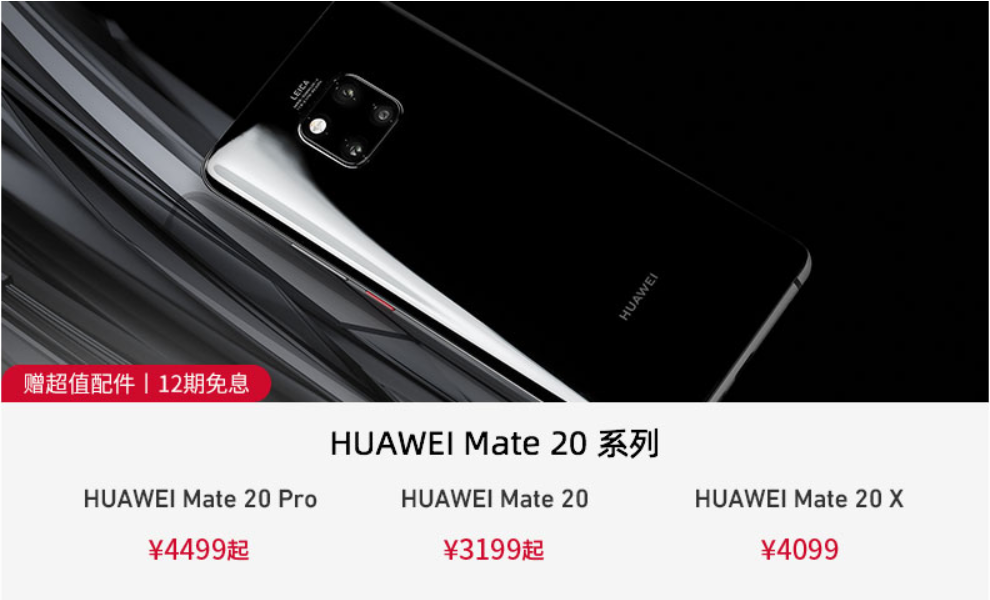 LEICA
HUAWEI
赠超值配件丨12期免息
HUAWEI Mate 20 系列
HUAWEI Mate 20 Pro
HUAWEI Mate 20
HUAWEI Mate 20 X
¥4499起
¥3199起
¥4099